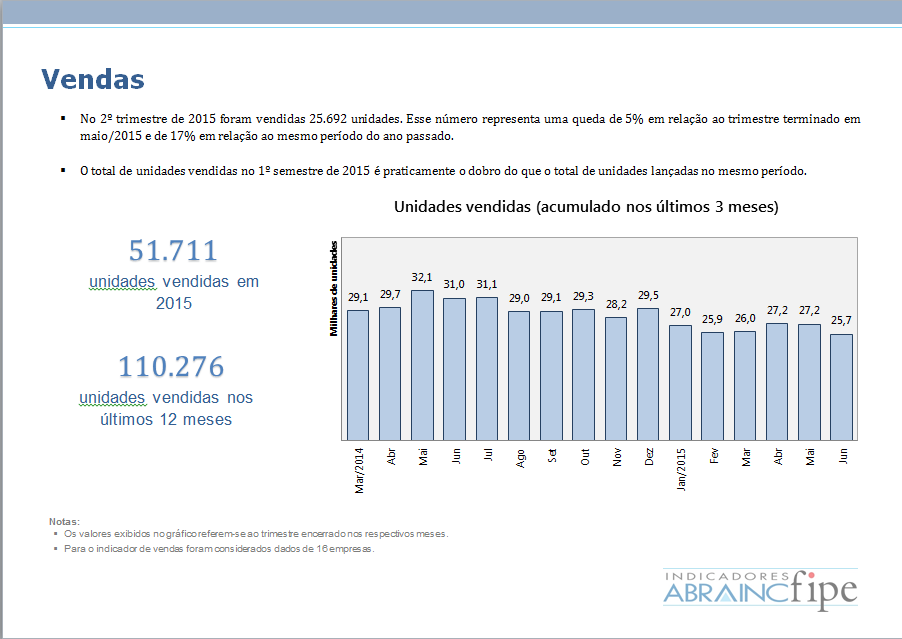 Vendas
▪ No 2º trimestre de 2015 foram vendidas 25.692 unidades. Esse número representa uma queda de 5% em relação ao trimestre terminado em
maio/2015 e de 17% em relação ao mesmo período do ano passado.
▪ O total de unidades vendidas no 1º semestre de 2015 é praticamente o dobro do que o total de unidades lançadas no mesmo período.
51.711
unidades vendidas em
2015
110.276
unidades vendidas nos
últimos 12 meses
Unidades vendidas (acumulado nos últimos 3 meses)
Milhares de unidades
29,1 29,7 32,1 31,0 31,1 29,0 29,1 29,3 28,2 29,5 27,0 25,9 26,0 27,2 27,2 25,7
Mar/2014 Abr Mai Jun Jul Ago Set Out Nov Dez Jan/2015 Fev Mar Abr Mai Jun
Notas:
▪ Os valores exibidos no gráfico referem-se ao trimestre encerrado nos respectivos meses.
▪ Para o indicador de vendas foram considerados dados de 16 empresas.
INDICADORES
ABRAINC fipe